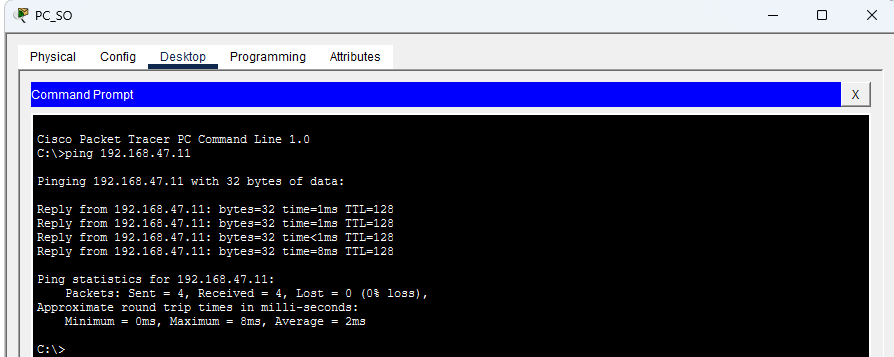 PC_SO
Physical Config Desktop Programming Attributes
Command Prompt
X
Cisco Packet Tracer PC Command Line 1.0
C:\>ping 192.168.47.11
Pinging 192.168.47.11 with 32 bytes of data:
Reply from 192.168.47.11: bytes=32 time=1ms TTL=128
Reply from 192.168.47.11: bytes=32 time=1ms TTL=128
Reply from 192.168.47.11: bytes=32 time<1ms TTL=128
Reply from 192.168.47.11: bytes=32 time=8ms TTL=128
Ping statistics for 192.168.47.11:
Packets: Sent = 4, Received = 4, Lost = 0 (0% loss),
Approximate round trip times in milli-seconds:
Minimum = 0ms, Maximum = 8ms, Average = 2ms
C:\>